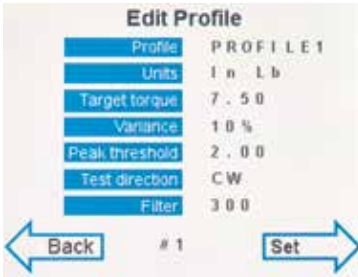 Edit Profile
Profile PROFILE1
Units In Lb
Target torque 7.50
Variance 10%
Peak threshold 2.00
Test direction CW
Filter 300
Back #1 Set